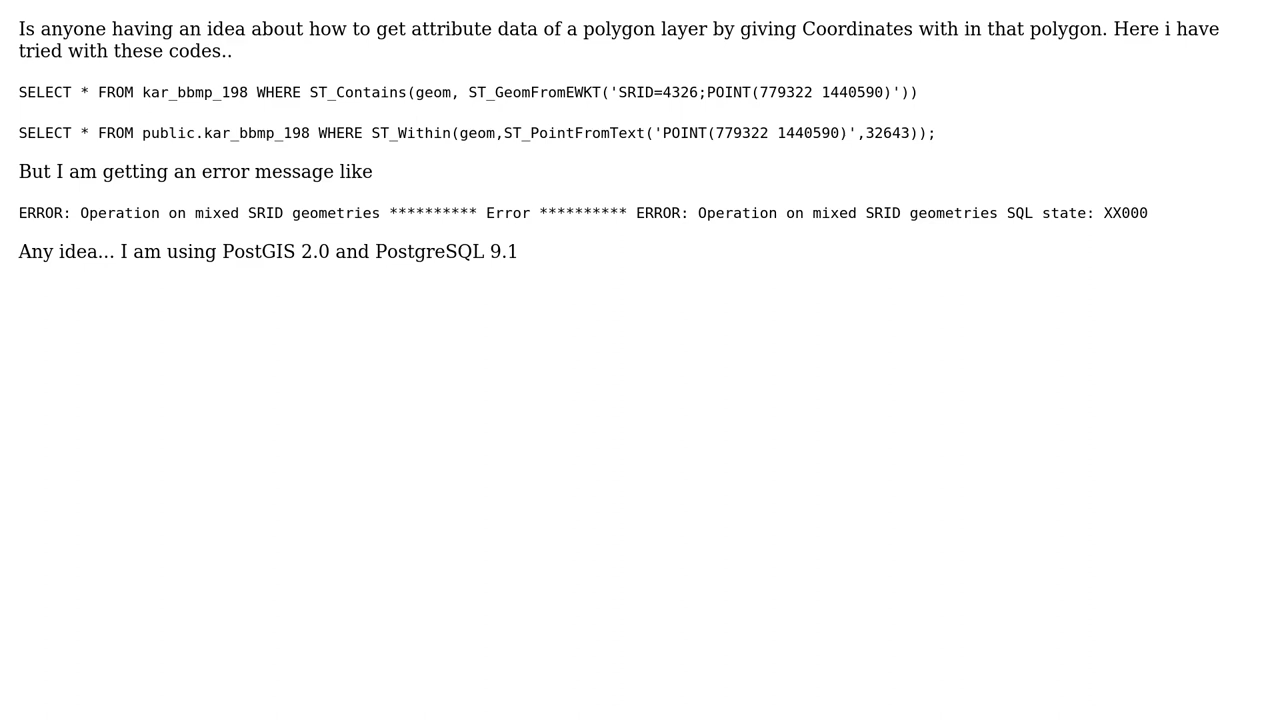 Is anyone having an idea about how to get attribute data of a polygon layer by giving Coordinates with in that polygon. Here i have
tried with these codes..
SELECT * FROM kar_bbmp_198 WHERE ST_Contains(geom, ST_GeomFromEWKT('SRID=4326;POINT(779322 1440590)'))
SELECT * FROM public.kar_bbmp_198 WHERE ST_Within(geom,ST_PointFromText('POINT(779322 1440590)',32643));
But I am getting an error message like
ERROR: Operation on mixed SRID geometries ********** Error ********** ERROR: Operation on mixed SRID geometries SQL state: XX000
Any idea... I am using PostGIS 2.0 and PostgreSQL 9.1